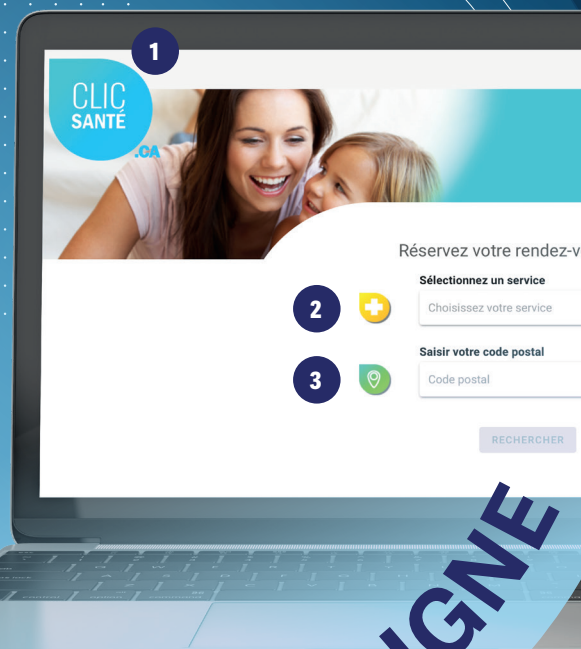 1
CLIC
SANTÉ
.CA
Réservez votre rendez-v
Sélectionnez un service
2
Choisissez votre service
Saisir votre code postal
3
Code postal
RECHERCHER
IGNE